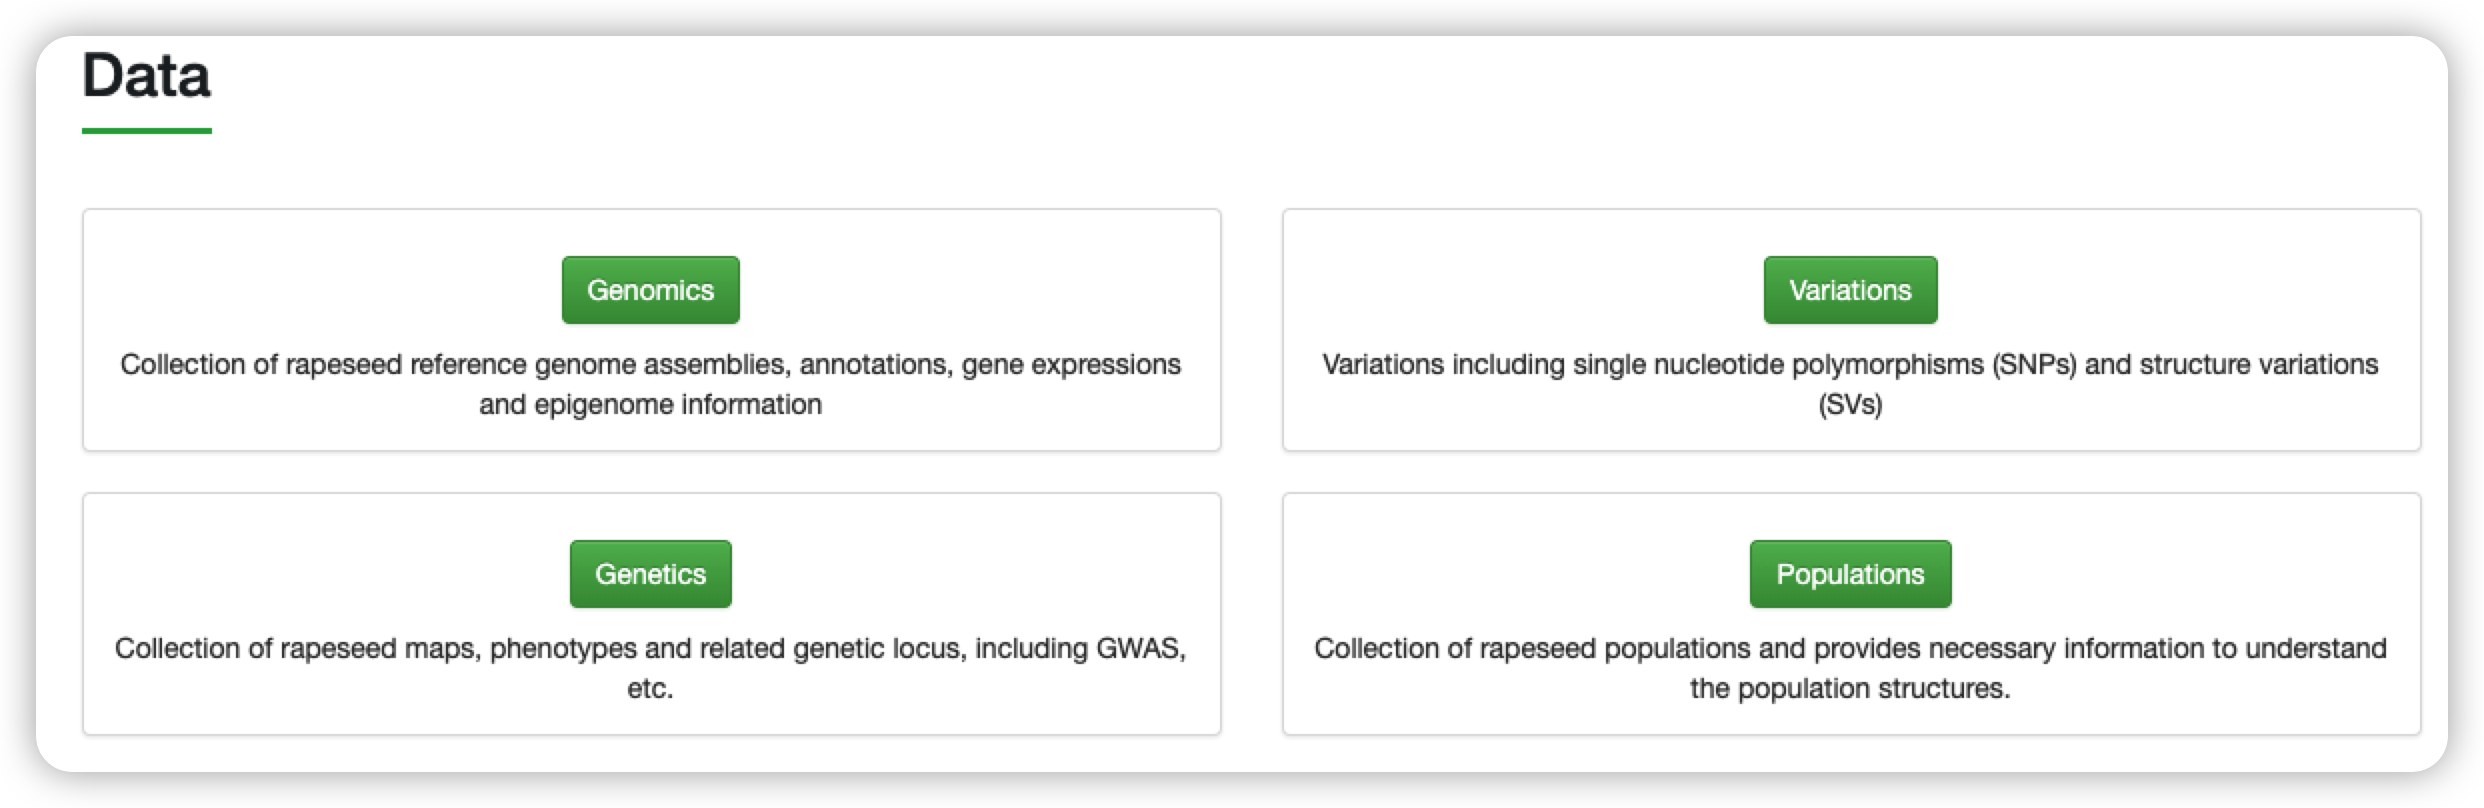 Data
Genomics
Collection of rapeseed reference genome assemblies, annotations, gene expressions
and epigenome information
Variations
Variations including single nucleotide polymorphisms (SNPs) and structure variations
(SVs)
Genetics
Collection of rapeseed maps, phenotypes and related genetic locus, including GWAS,
etc.
Populations
Collection of rapeseed populations and provides necessary information to understand
the population structures.